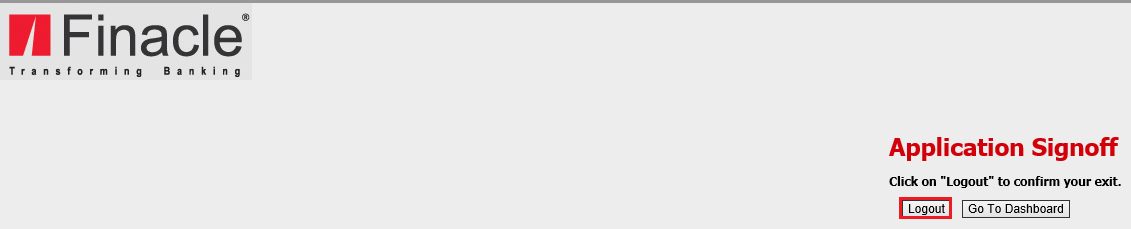 Finacle®
Transforming Banking
Application Signoff
Click on "Logout" to confirm your exit.
Logout Go To Dashboard